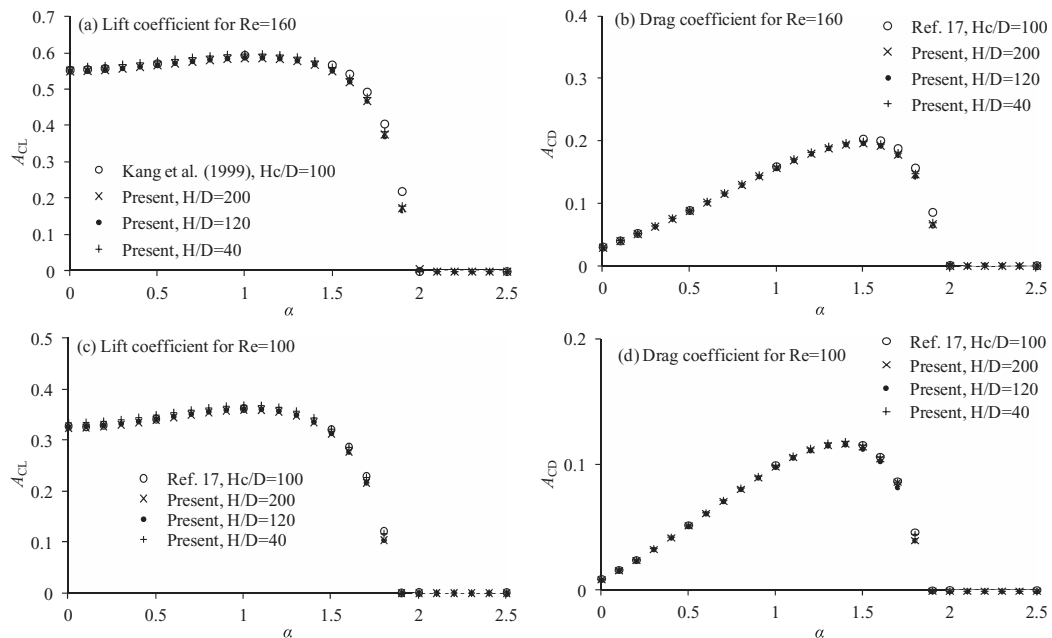 (a) Lift coefficient for Re=160
0.7
0.6
0.5
0.4
0.3
0.2
0.1
0
A_CL
Kang et al. (1999), Hc/D=100
Present, H/D=200
Present, H/D=120
Present, H/D=40
0 0.5 1 1.5 2 2.5
α
(b) Drag coefficient for Re=160
0.4
0.3
0.2
0.1
0
A_CD
Ref. 17, Hc/D=100
Present, H/D=200
Present, H/D=120
Present, H/D=40
0 0.5 1 1.5 2 2.5
α
(c) Lift coefficient for Re=100
0.5
0.4
0.3
0.2
0.1
0
A_CL
Ref. 17, Hc/D=100
Present, H/D=200
Present, H/D=120
Present, H/D=40
0 0.5 1 1.5 2 2.5
α
(d) Drag coefficient for Re=100
0.2
0.1
0
A_CD
Ref. 17, Hc/D=100
Present, H/D=200
Present, H/D=120
Present, H/D=40
0 0.5 1 1.5 2 2.5
α